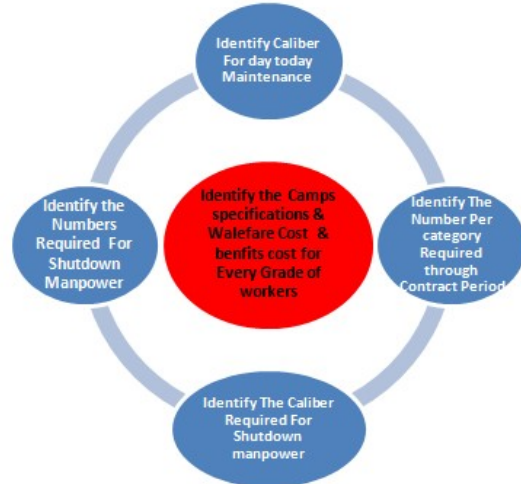 Identify Caliber
For day today
Maintenance
Identify the
Numbers
Required For
Shutdown
Manpower
Identify the Camps
specifications &
Walefare Cost &
benfits cost for
Every Grade of
workers
Identify The
Number Per
category
Required
through
Contract Period
Identify The Caliber
Required For
Shutdown
manpower